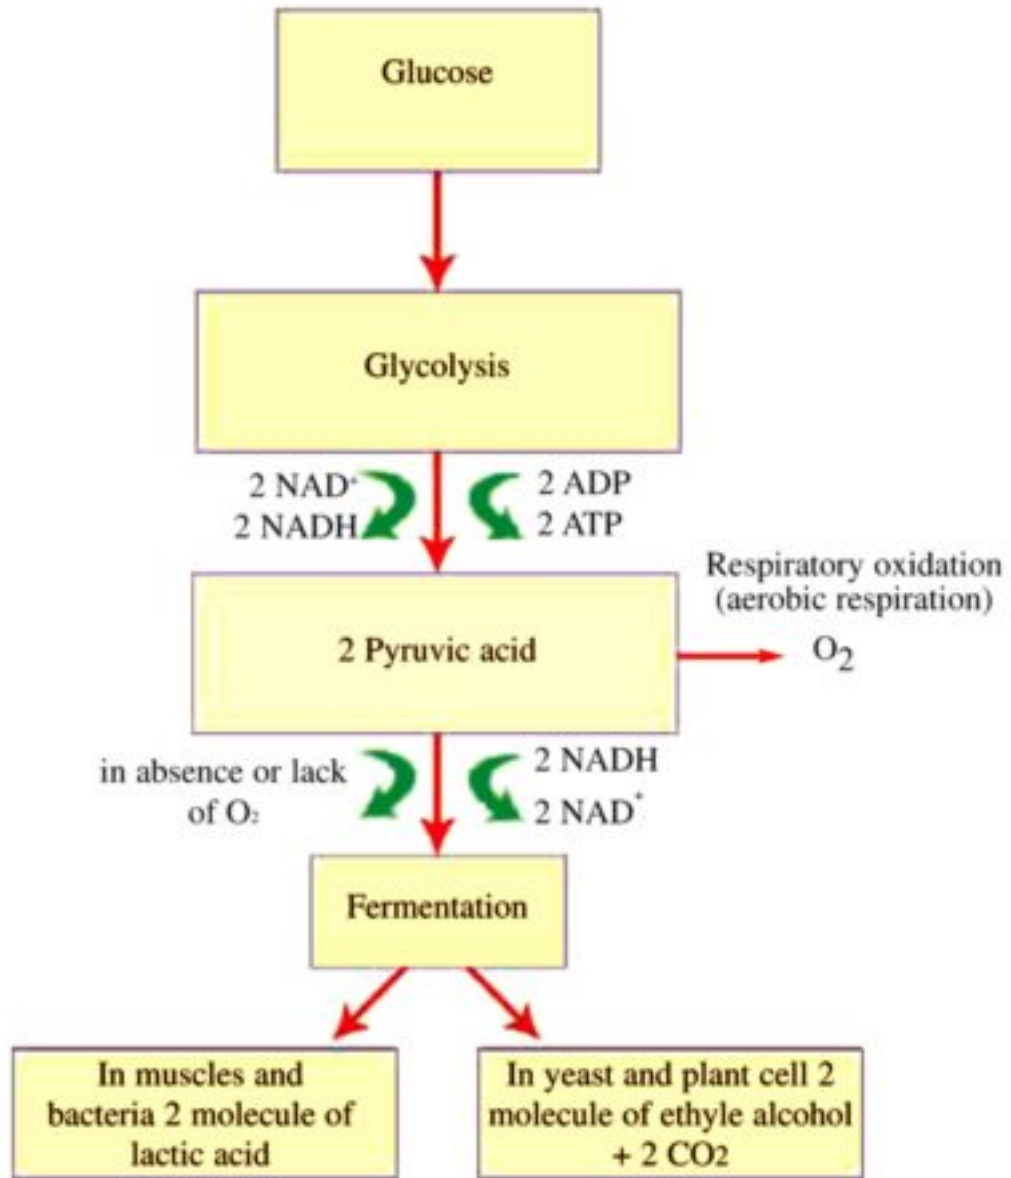 Glucose
Glycolysis
2 NAD⁺
2 NADH
2 ADP
2 ATP
Respiratory oxidation
(aerobic respiration)
2 Pyruvic acid
O₂
in absence or lack
of O₂
2 NADH
2 NAD⁺
Fermentation
In muscles and
bacteria 2 molecule of
lactic acid
In yeast and plant cell 2
molecule of ethyle alcohol
+ 2 CO₂